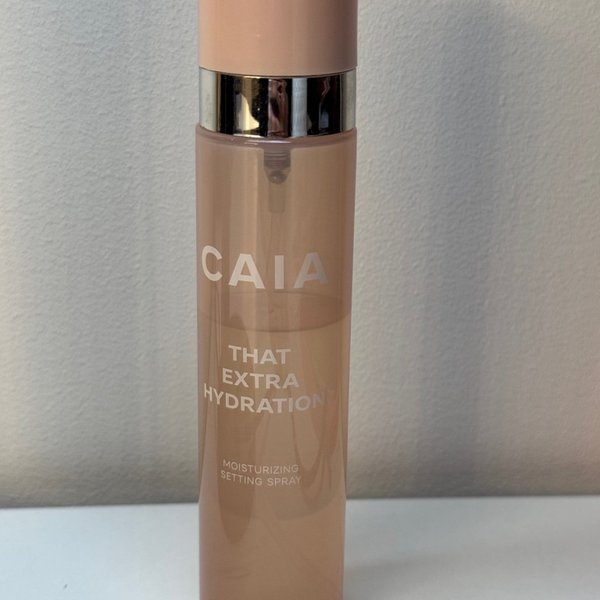 CAIA
THAT
EXTRA
HYDRATION
MOISTURIZING
SETTING SPRAY